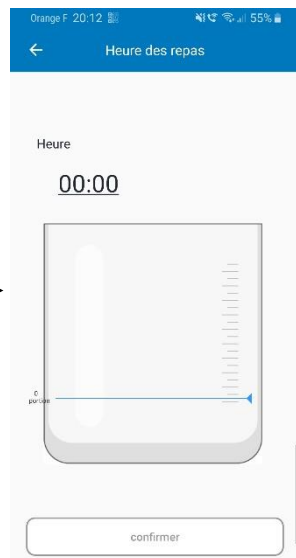 Orange F 20:12 55%
Heure des repas
Heure
00:00
0
portion
confirmer